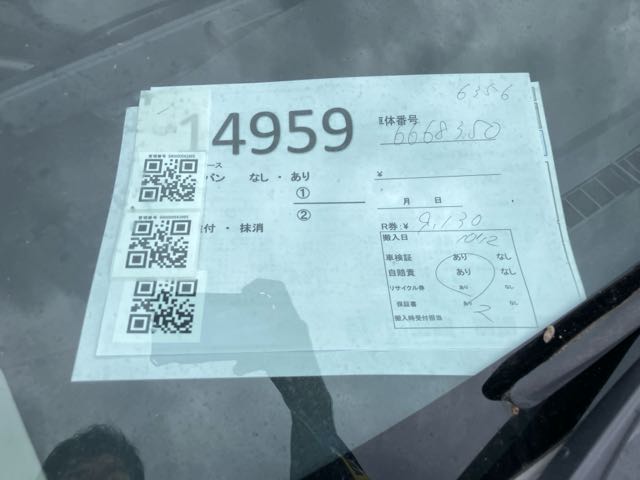 6356
14959
体番号
6668350
ース
パン なし・あり
¥
①
②
月 日
付・抹消
R券:¥ 9,130
搬入日 10/12
車検証 あり なし
自賠責 あり なし
リサイクル券 あり なし
保証書 あり なし
搬入時受付担当